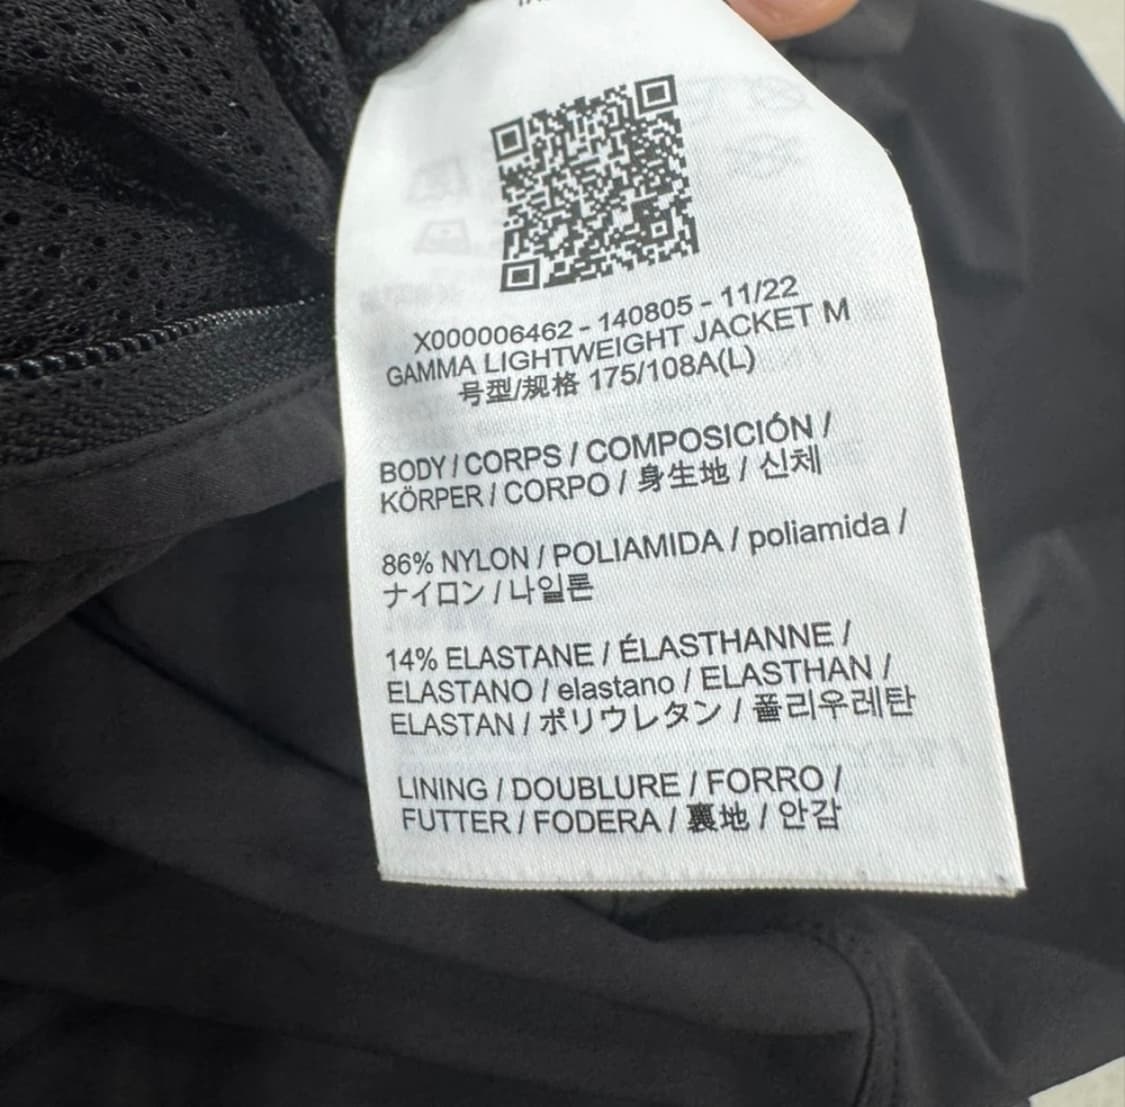 X000006462 - 140805 - 11/22
GAMMA LIGHTWEIGHT JACKET M
号型/规格 175/108A(L)
BODY / CORPS / COMPOSICIÓN /
KÖRPER / CORPO / 身生地 / 신체
86% NYLON / POLIAMIDA / poliamida /
ナイロン / 나일론
14% ELASTANE / ÉLASTHANNE /
ELASTANO / elastano / ELASTHAN /
ELASTAN / ポリウレタン / 폴리우레탄
LINING / DOUBLURE / FORRO /
FUTTER / FODERA / 裏地 / 안감